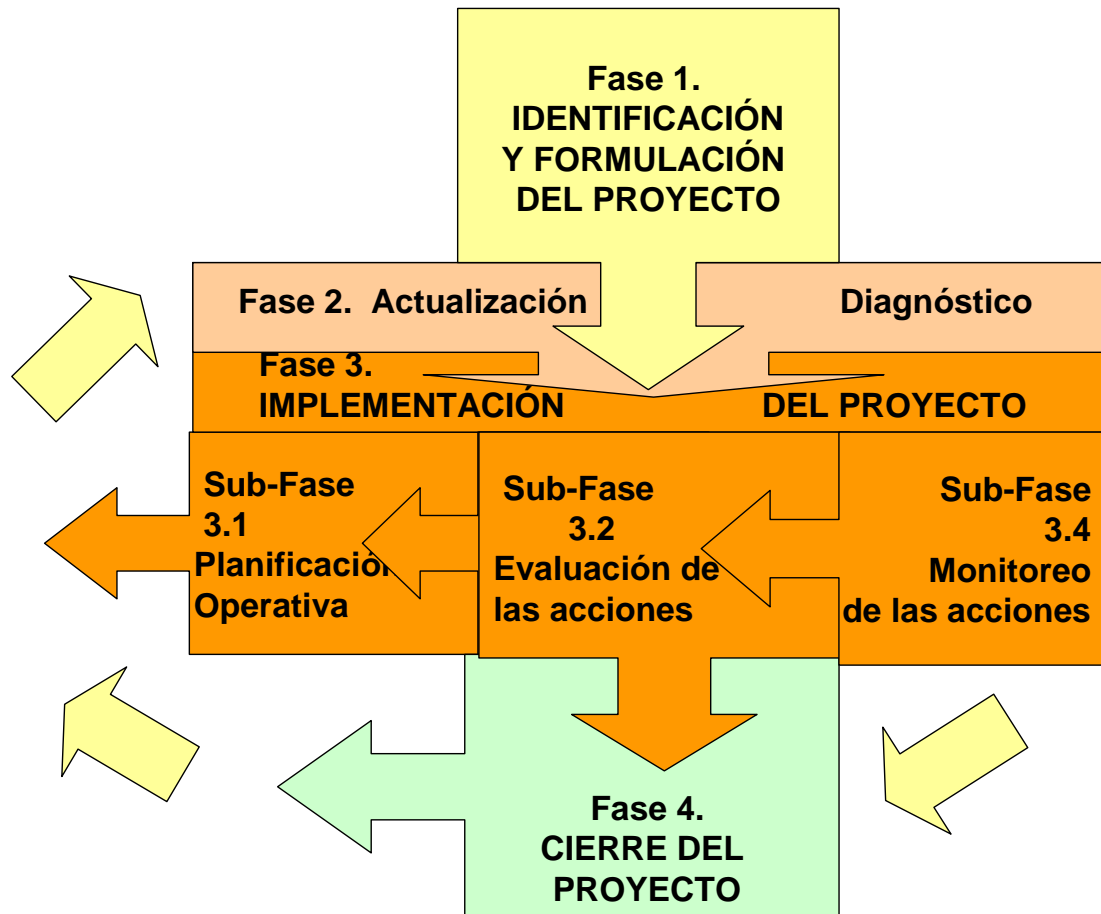 Fase 1.
IDENTIFICACIÓN
Y FORMULACIÓN
DEL PROYECTO
Fase 2. Actualización Diagnóstico
Fase 3.
IMPLEMENTACIÓN DEL PROYECTO
Sub-Fase
3.1
Planificación
Operativa
Sub-Fase
3.2
Evaluación de
las acciones
Sub-Fase
3.4
Monitoreo
de las acciones
Fase 4.
CIERRE DEL
PROYECTO